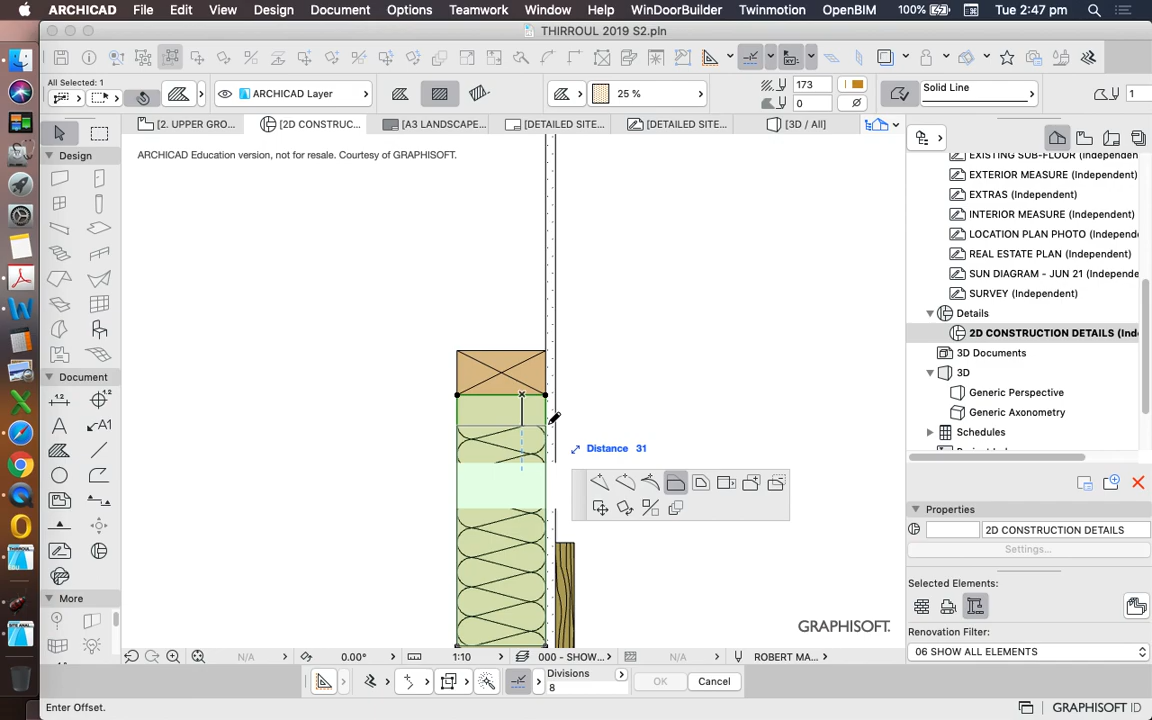 ARCHICAD File Edit View Design Document Options Teamwork Window Help WinDoorBuilder Twinmotion OpenBIM 100% Tue 2:47 pm
THIRROUL 2019 S2.pln
All Selected: 1
ARCHICAD Layer
25 %
173
0
Solid Line
1
[2. UPPER GRO...
[2D CONSTRUC...
[A3 LANDSCAPE...
[DETAILED SITE...
[DETAILED SITE...
[3D / All]
ARCHICAD Education version, not for resale. Courtesy of GRAPHISOFT.
Design
Document
More
EXISTING SUB-FLOOR (Independen
EXTERIOR MEASURE (Independent)
EXTRAS (Independent)
INTERIOR MEASURE (Independent)
LOCATION PLAN PHOTO (Independe
REAL ESTATE PLAN (Independent)
SUN DIAGRAM - JUN 21 (Independe
SURVEY (Independent)
Details
2D CONSTRUCTION DETAILS (Ind
3D Documents
3D
Generic Perspective
Generic Axonometry
Schedules
Distance 31
Properties
2D CONSTRUCTION DETAILS
Settings...
Selected Elements:
Renovation Filter:
06 SHOW ALL ELEMENTS
GRAPHISOFT.
N/A
0.00°
1:10
000 - SHOW...
N/A
ROBERT MA...
Divisions
8
OK
Cancel
Enter Offset.
GRAPHISOFT ID